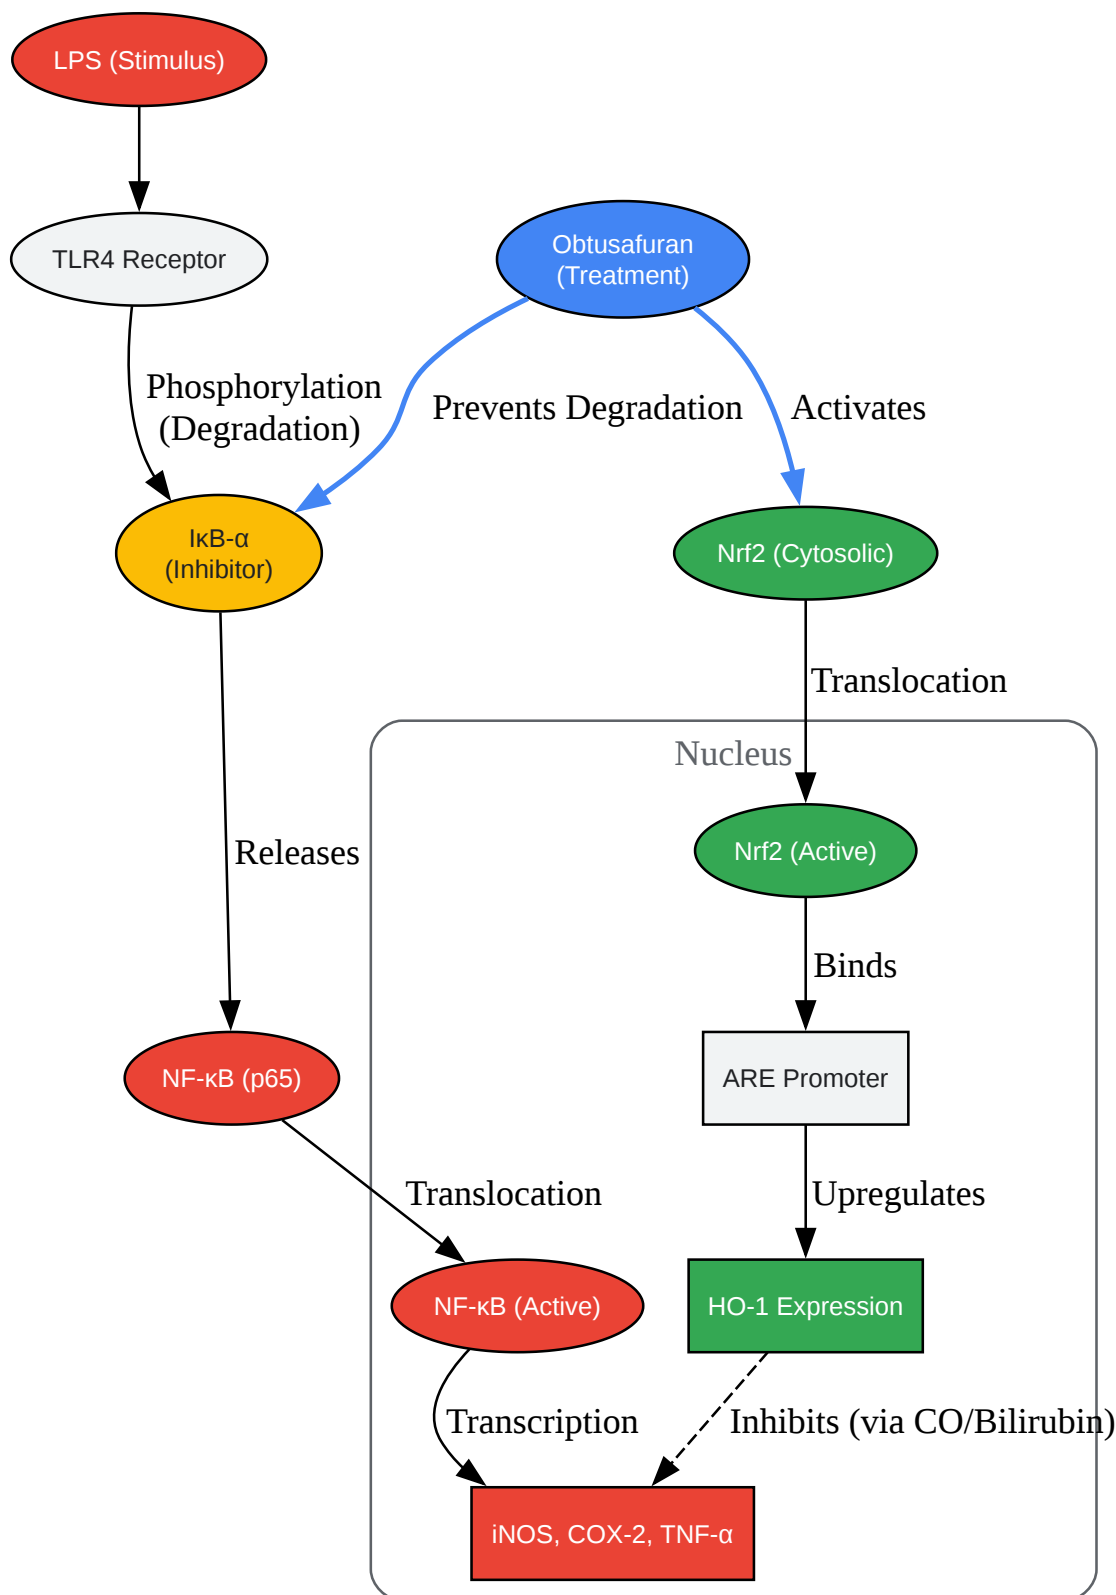 LPS (Stimulus)
TLR4 Receptor
Obtusafuran
(Treatment)
Phosphorylation
(Degradation)
Prevents Degradation
Activates
IκB-α
(Inhibitor)
Nrf2 (Cytosolic)
Translocation
Nucleus
Nrf2 (Active)
Releases
Binds
NF-κB (p65)
ARE Promoter
Translocation
Upregulates
NF-κB (Active)
HO-1 Expression
Transcription
Inhibits (via CO/Bilirubin)
iNOS, COX-2, TNF-α